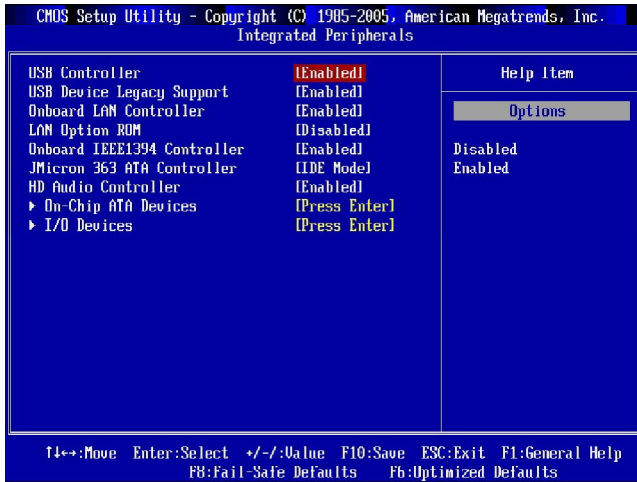 CMOS Setup Utility - Copyright (C) 1985-2005, American Megatrends, Inc.
Integrated Peripherals
USB Controller [Enabled]
USB Device Legacy Support [Enabled]
Onboard LAN Controller [Enabled]
LAN Option ROM [Disabled]
Onboard IEEE1394 Controller [Enabled]
JMicron 363 ATA Controller [IDE Mode]
HD Audio Controller [Enabled]
▶ On-Chip ATA Devices [Press Enter]
▶ I/O Devices [Press Enter]
Help Item
Options
Disabled
Enabled
↑↓←→:Move Enter:Select +/-/:Value F10:Save ESC:Exit F1:General Help
F8:Fail-Safe Defaults F6:Optimized Defaults